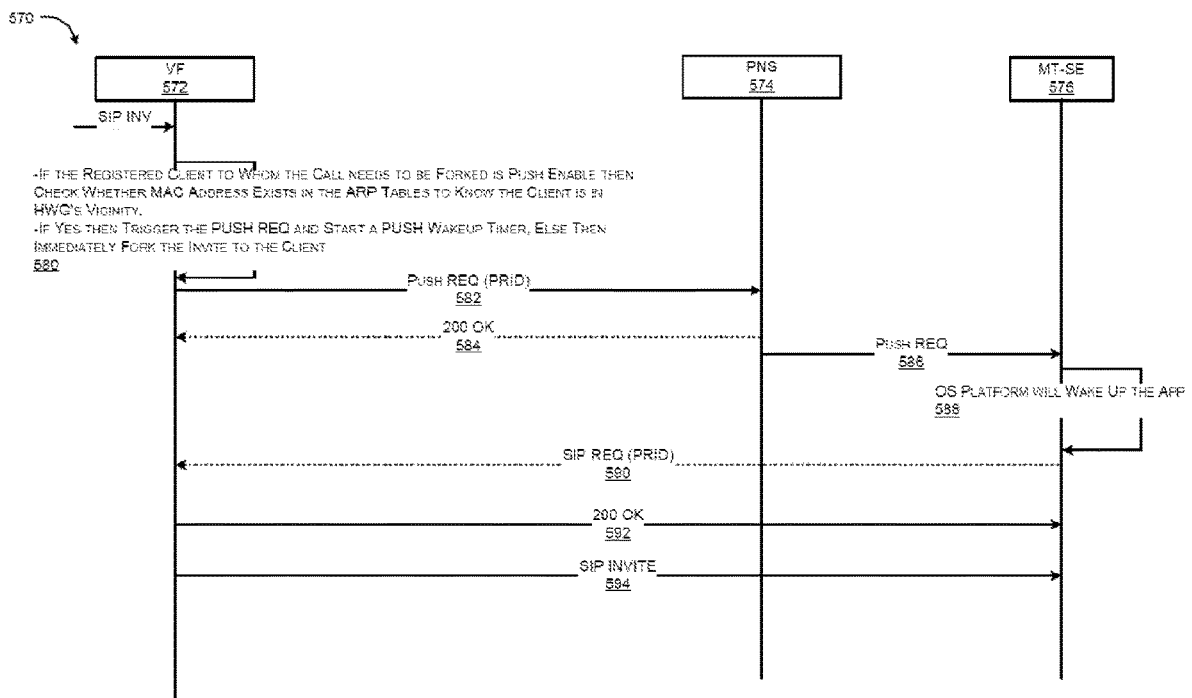 570
VF
572
PNS
574
MT-SE
576
SIP INV
-IF THE REGISTERED CLIENT TO WHOM THE CALL NEEDS TO BE FORKED IS PUSH ENABLE THEN
CHECK WHETHER MAC ADDRESS EXISTS IN THE ARP TABLES TO KNOW THE CLIENT IS IN
HWG'S VICINITY.
-IF YES THEN TRIGGER THE PUSH REQ AND START A PUSH WAKEUP TIMER, ELSE THEN
IMMEDIATELY FORK THE INVITE TO THE CLIENT
580
PUSH REQ (PRID)
582
200 OK
584
PUSH REQ
586
OS PLATFORM WILL WAKE UP THE APP
588
SIP REQ (PRID)
590
200 OK
592
SIP INVITE
594